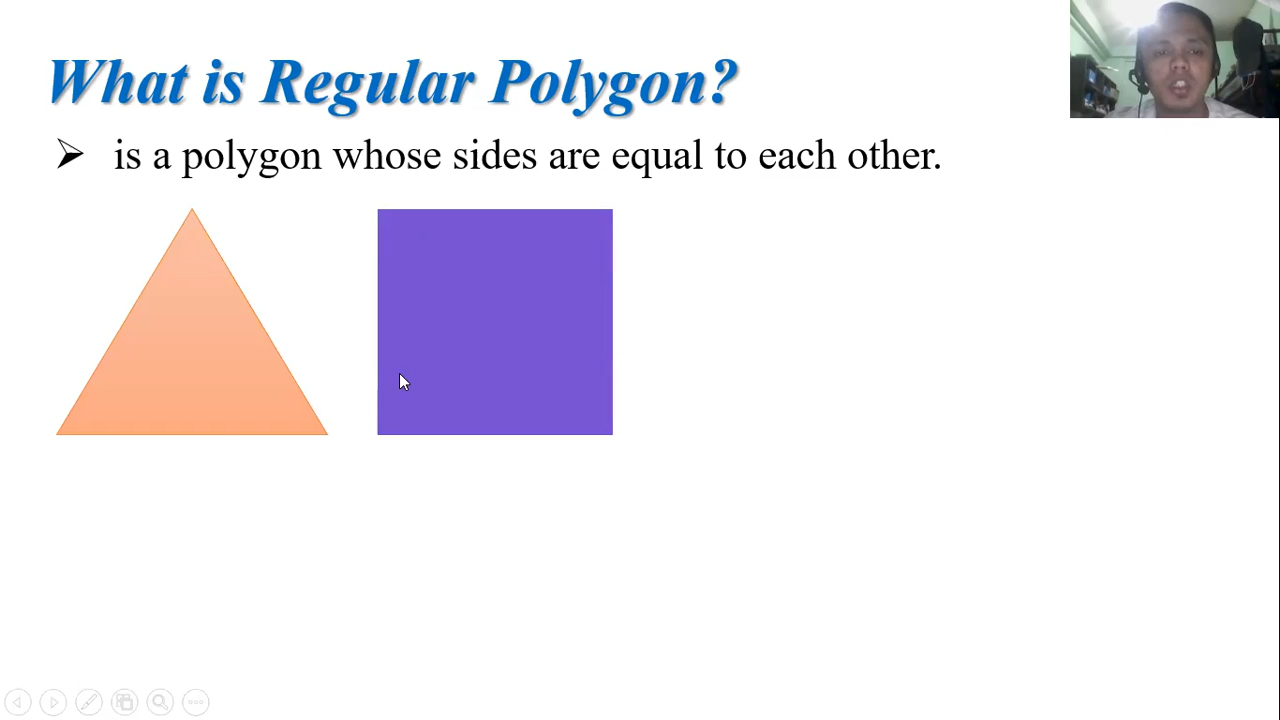 What is Regular Polygon?
➢ is a polygon whose sides are equal to each other.